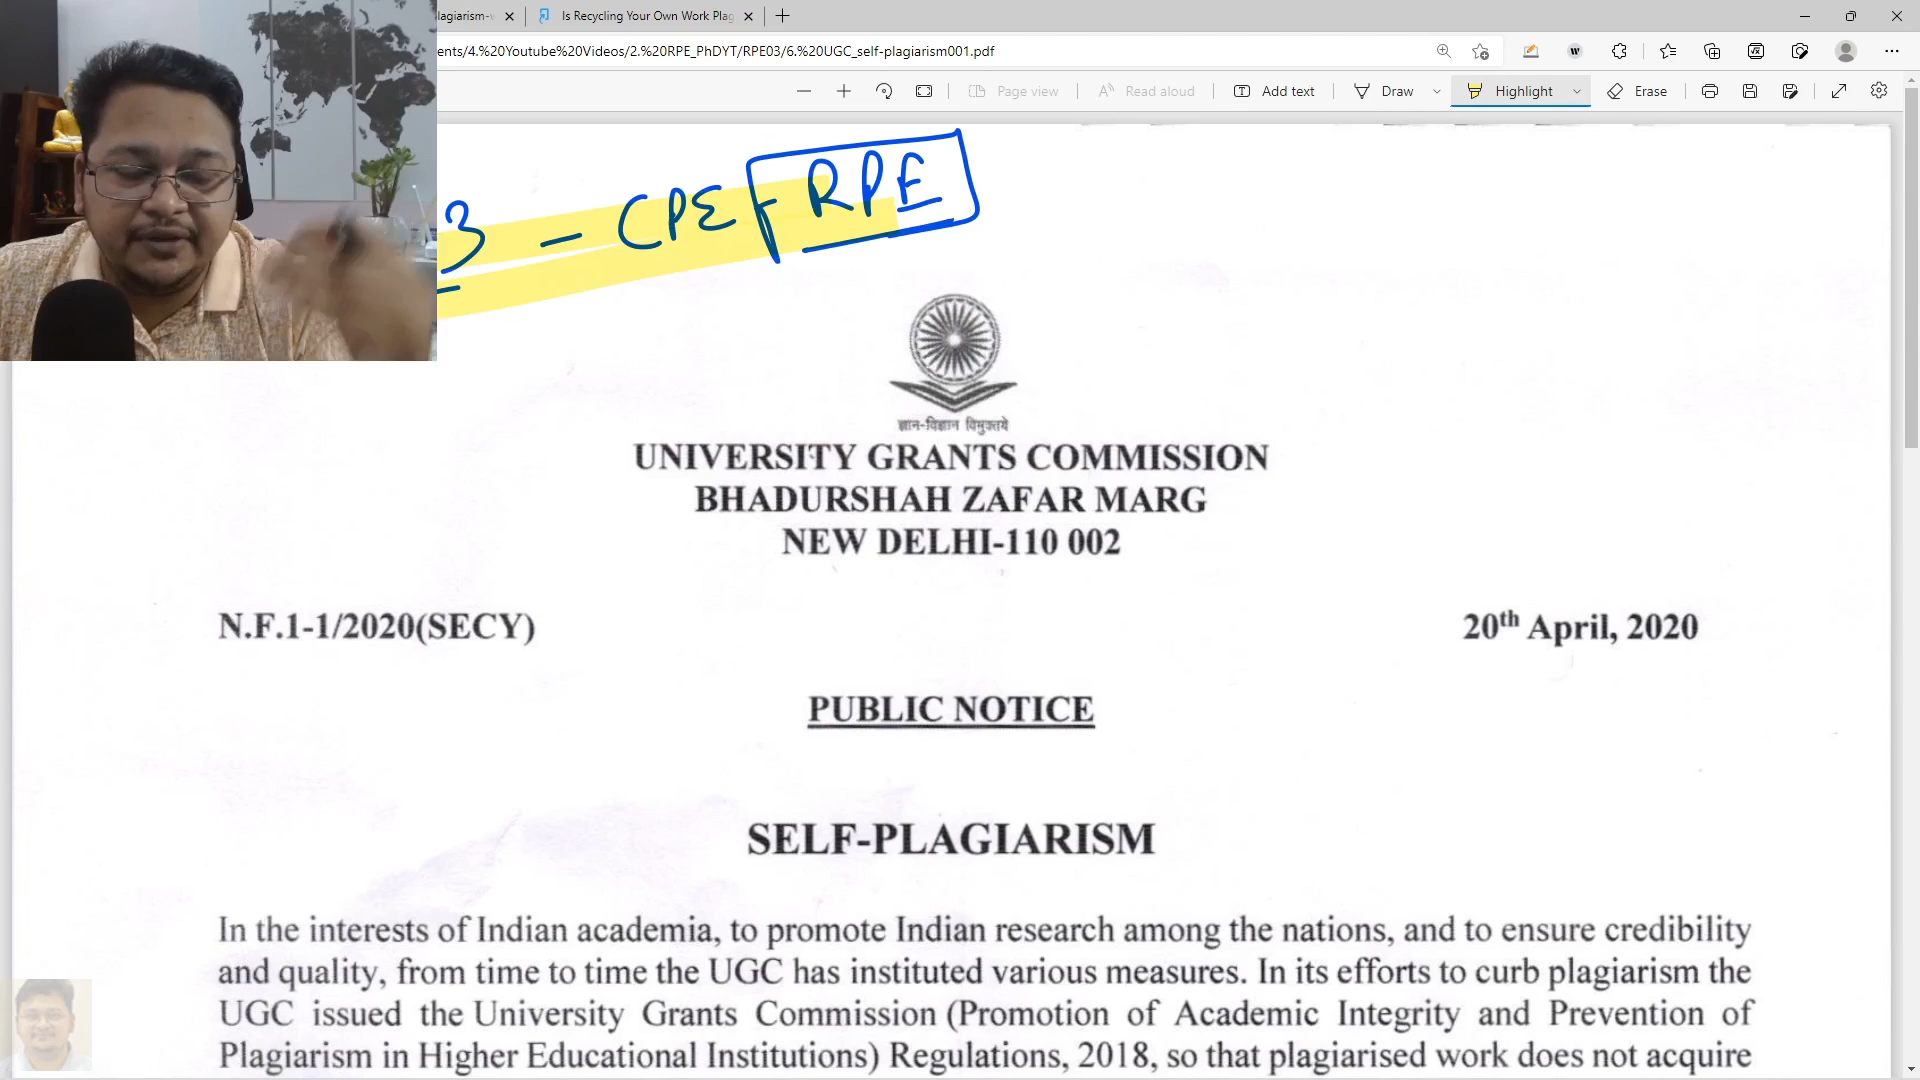 lagiarism-
Is Recycling Your Own Work Plag
ents/4.%20Youtube%20Videos/2.%20RPE_PhDYT/RPE03/6.%20UGC_self-plagiarism001.pdf
Page view
Read aloud
Add text
Draw
Highlight
Erase
3 - CPE - RPE
ज्ञान-विज्ञान विमुक्तये
UNIVERSITY GRANTS COMMISSION
BHADURSHAH ZAFAR MARG
NEW DELHI-110 002
N.F.1-1/2020(SECY)
20th April, 2020
PUBLIC NOTICE
SELF-PLAGIARISM
In the interests of Indian academia, to promote Indian research among the nations, and to ensure credibility
and quality, from time to time the UGC has instituted various measures. In its efforts to curb plagiarism the
UGC issued the University Grants Commission (Promotion of Academic Integrity and Prevention of
Plagiarism in Higher Educational Institutions) Regulations, 2018, so that plagiarised work does not acquire